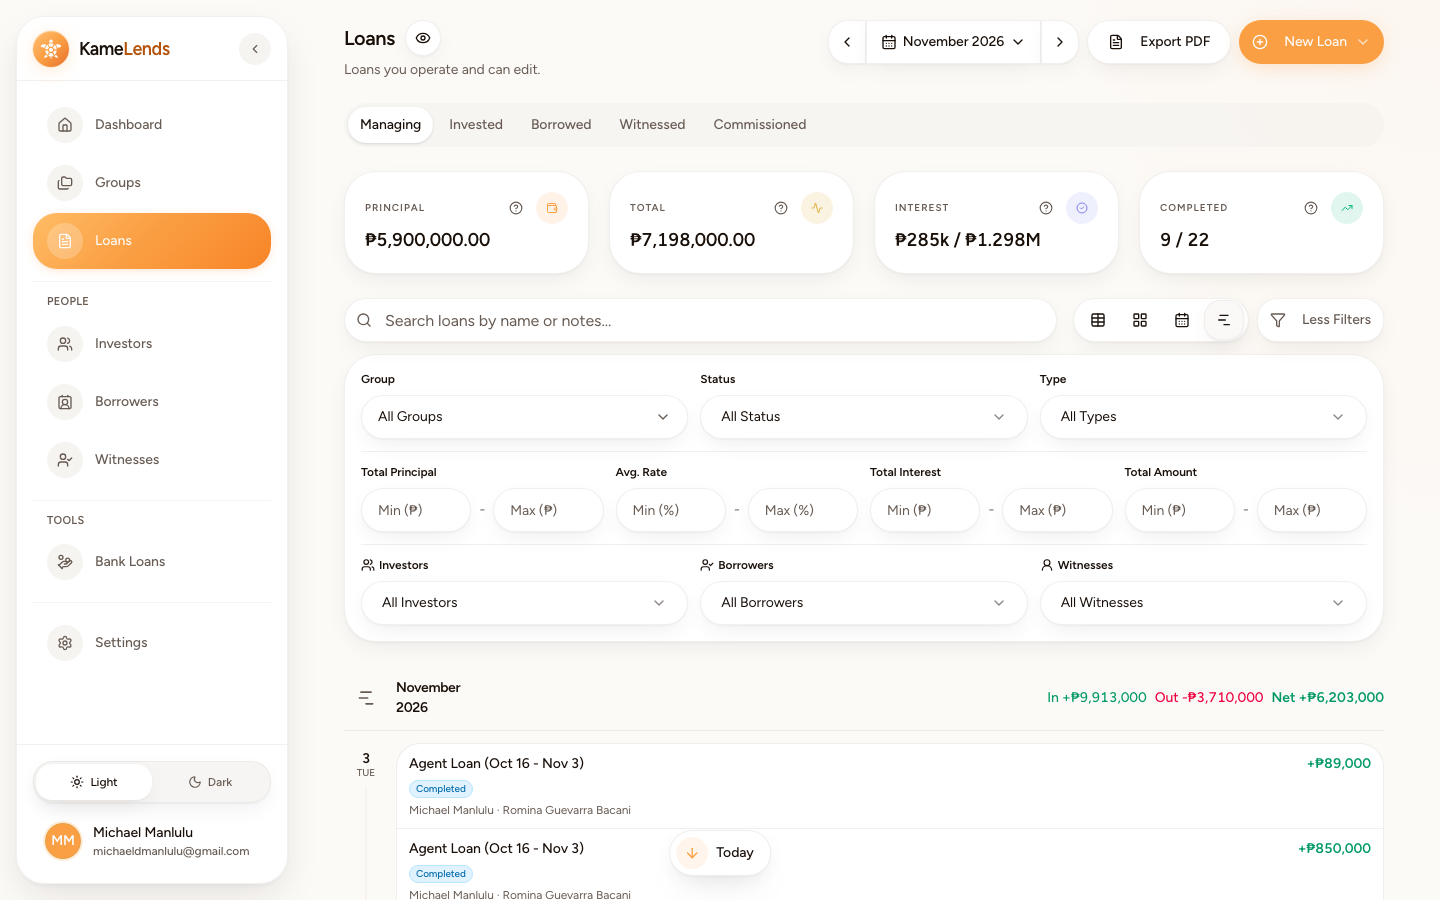 KameLends
Dashboard
Groups
Loans
PEOPLE
Investors
Borrowers
Witnesses
TOOLS
Bank Loans
Settings
Light
Dark
MM
Michael Manlulu
michaeldmanlulu@gmail.com
Loans
Loans you operate and can edit.
November 2026
Export PDF
New Loan
Managing
Invested
Borrowed
Witnessed
Commissioned
PRINCIPAL
₱5,900,000.00
TOTAL
₱7,198,000.00
INTEREST
₱285k / ₱1.298M
COMPLETED
9 / 22
Search loans by name or notes...
Less Filters
Group
All Groups
Status
All Status
Type
All Types
Total Principal
Min (₱) - Max (₱)
Avg. Rate
Min (%) - Max (%)
Total Interest
Min (₱) - Max (₱)
Total Amount
Min (₱) - Max (₱)
Investors
All Investors
Borrowers
All Borrowers
Witnesses
All Witnesses
November
2026
In +₱9,913,000 Out -₱3,710,000 Net +₱6,203,000
3
TUE
Agent Loan (Oct 16 - Nov 3)
+₱89,000
Completed
Michael Manlulu · Romina Guevarra Bacani
Agent Loan (Oct 16 - Nov 3)
+₱850,000
Completed
Michael Manlulu · Romina Guevarra Bacani
Today